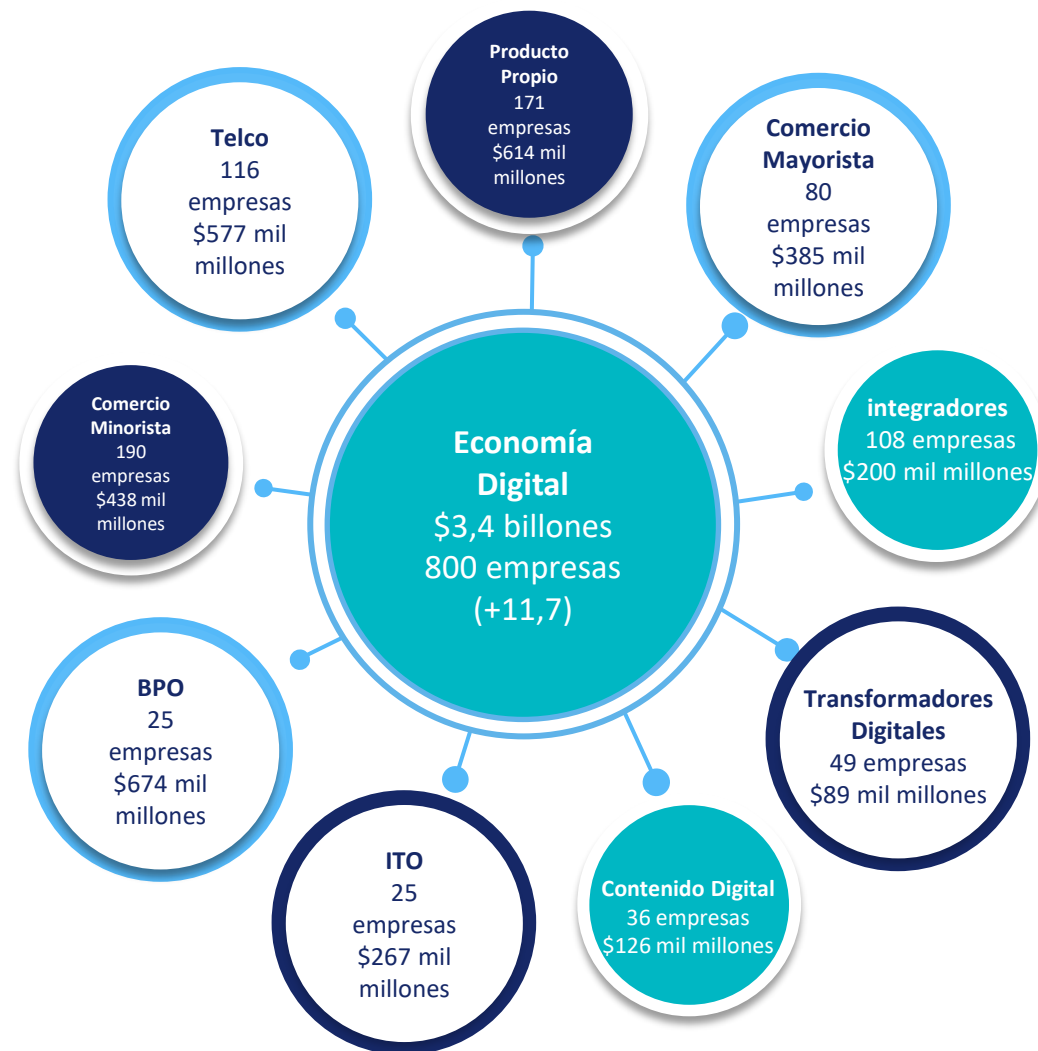 Producto
Propio
171
empresas
$614 mil
millones
Telco
116
empresas
$577 mil
millones
Comercio
Mayorista
80
empresas
$385 mil
millones
Comercio
Minorista
190
empresas
$438 mil
millones
Economía
Digital
$3,4 billones
800 empresas
(+11,7)
integradores
108 empresas
$200 mil millones
BPO
25
empresas
$674 mil
millones
Transformadores
Digitales
49 empresas
$89 mil millones
ITO
25
empresas
$267 mil
millones
Contenido Digital
36 empresas
$126 mil millones